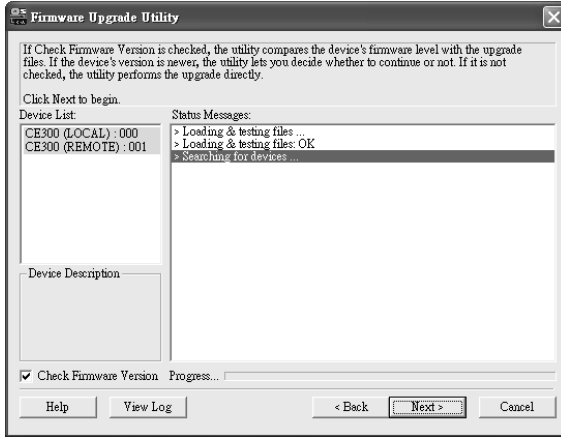 Firmware Upgrade Utility
If Check Firmware Version is checked, the utility compares the device's firmware level with the upgrade
files. If the device's version is newer, the utility lets you decide whether to continue or not. If it is not
checked, the utility performs the upgrade directly.
Click Next to begin.
Device List:
CE300 (LOCAL) : 000
CE300 (REMOTE) : 001
Status Messages:
> Loading & testing files ...
> Loading & testing files: OK
> Searching for devices ...
Device Description
Check Firmware Version Progress...
Help View Log < Back Next > Cancel